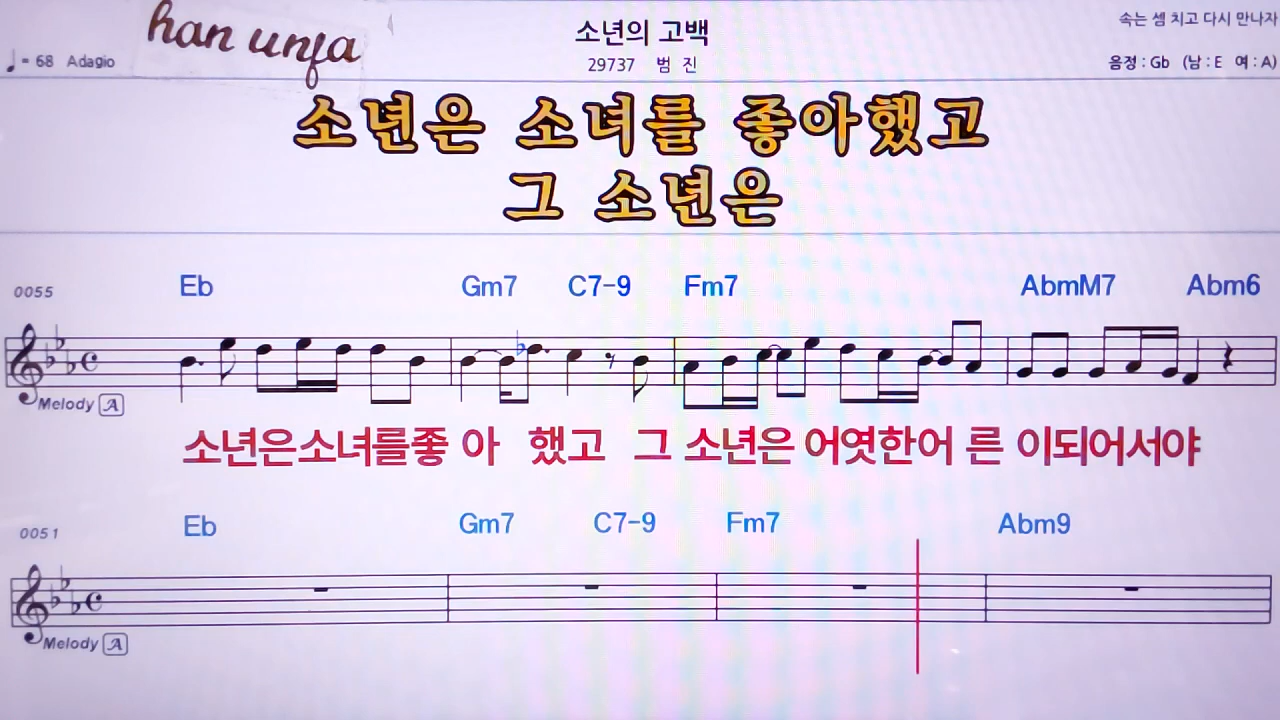 han unfa
소년의 고백
속는 셈 치고 다시 만나자
♩= 68 Adagio
29737 범 진
음정 : Gb (남 : E 여 : A)
소년은 소녀를 좋아했고
그 소년은
0055 Eb Gm7 C7-9 Fm7 AbmM7 Abm6
Melody A
소년은소녀를좋 아 했고 그 소년은 어엿한어 른 이되어서야
0051 Eb Gm7 C7-9 Fm7 Abm9
Melody A